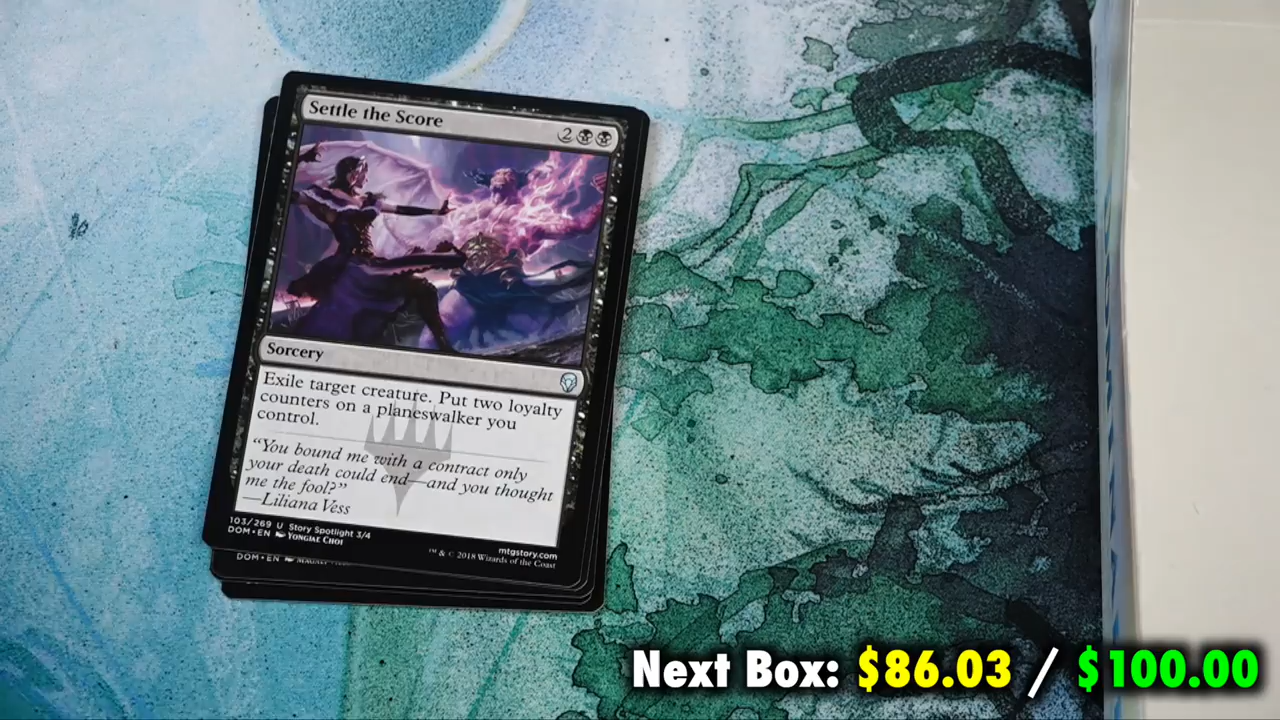 Settle the Score
2
Sorcery
Exile target creature. Put two loyalty
counters on a planeswalker you
control.
“You bound me with a contract only
your death could end—and you thought
me the fool?”
—Liliana Vess
103/269 U Story Spotlight 3/4
DOM • EN Yongjae Choi
mtgstory.com
™ & © 2018 Wizards of the Coast
DOM • EN
Next Box: $86.03 / $100.00